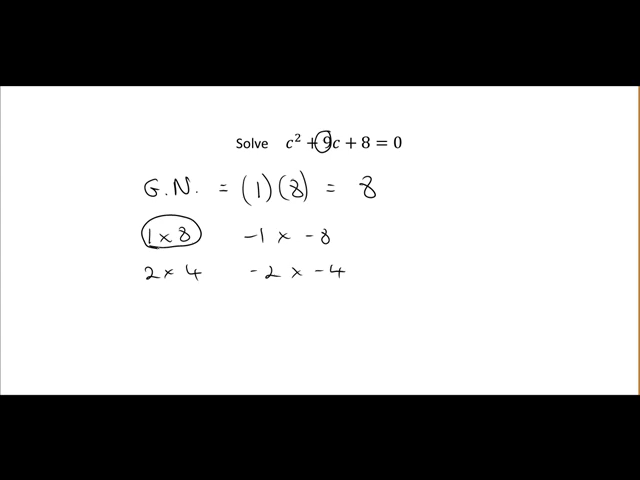 Solve c² + 9c + 8 = 0
G.N. = (1)(8) = 8
1 × 8 -1 × -8
2 × 4 -2 × -4